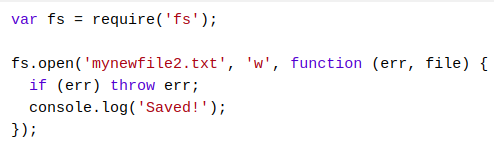 var fs = require('fs');

fs.open('mynewfile2.txt', 'w', function (err, file) {
  if (err) throw err;
  console.log('Saved!');
});